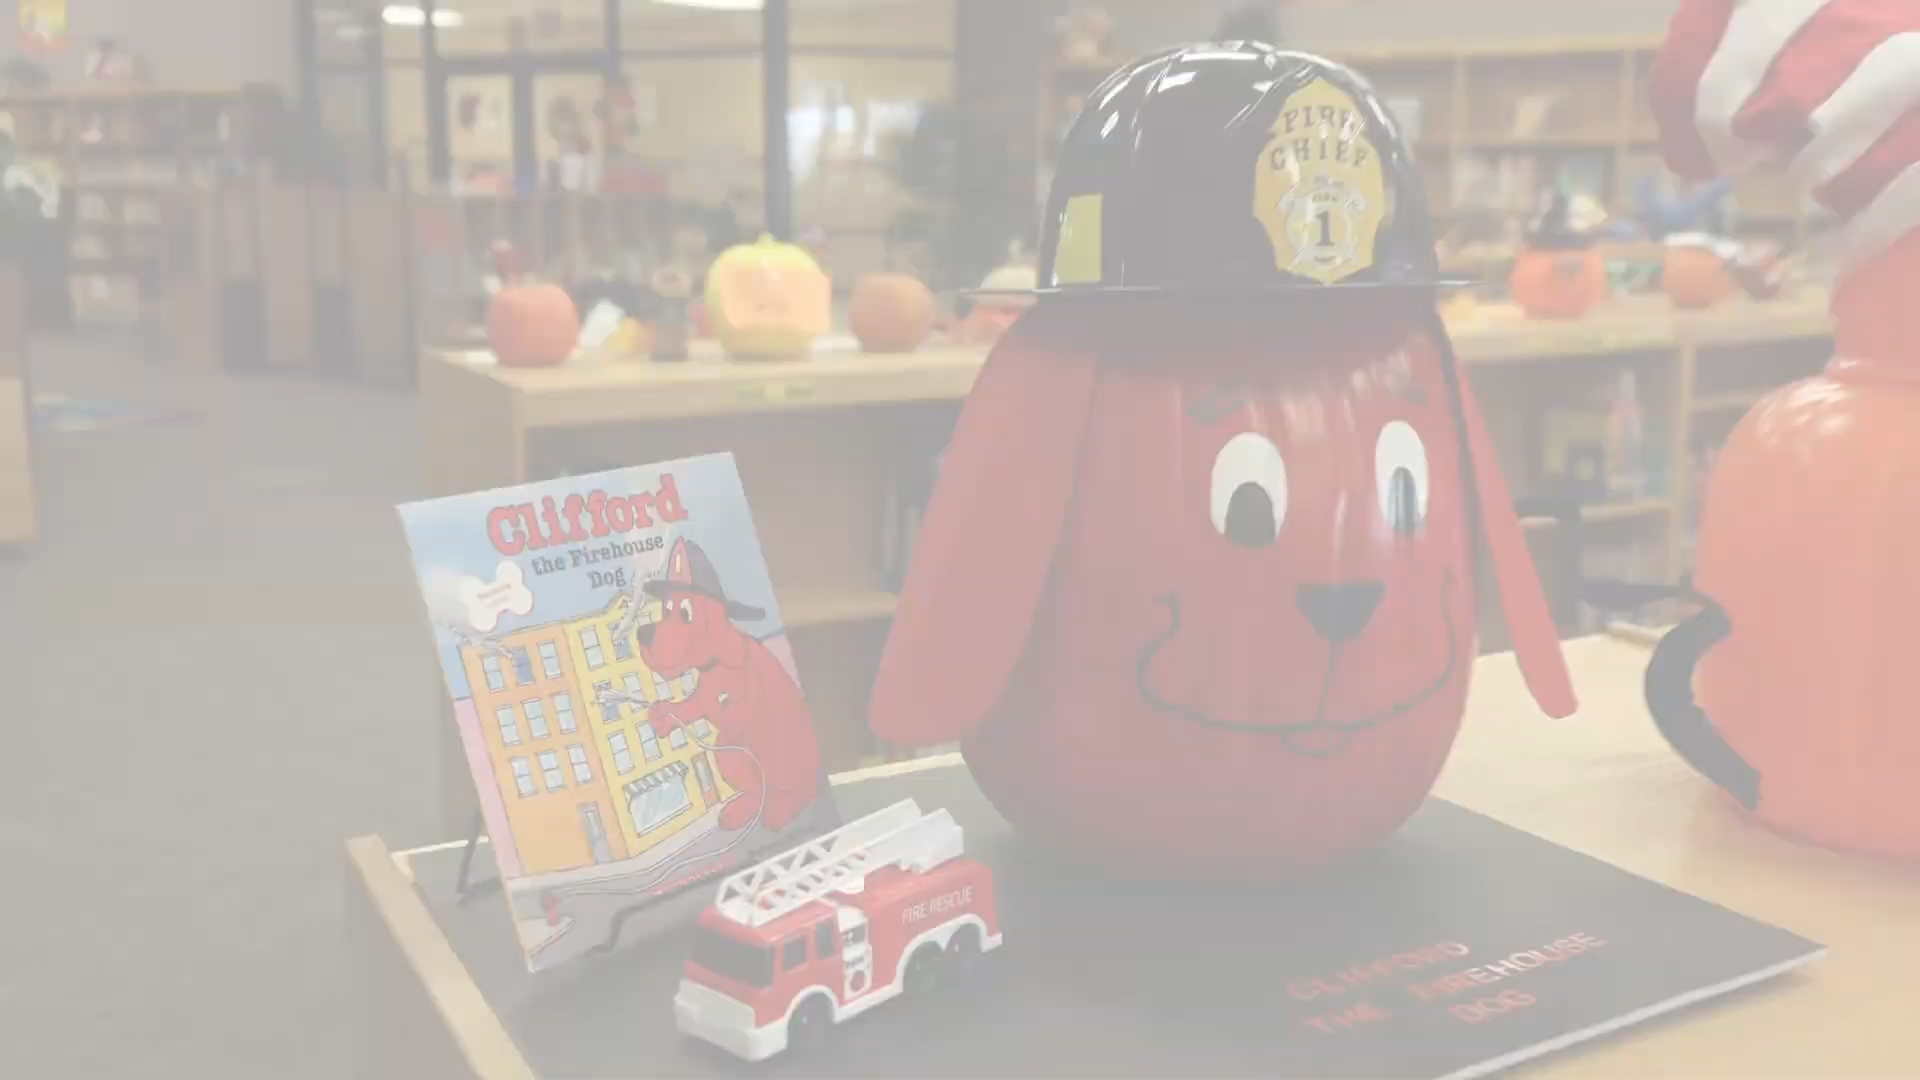 FIRE
CHIEF
1
Clifford
the Firehouse
Dog
FIRE RESCUE
CLIFFORD
THE FIREHOUSE
DOG